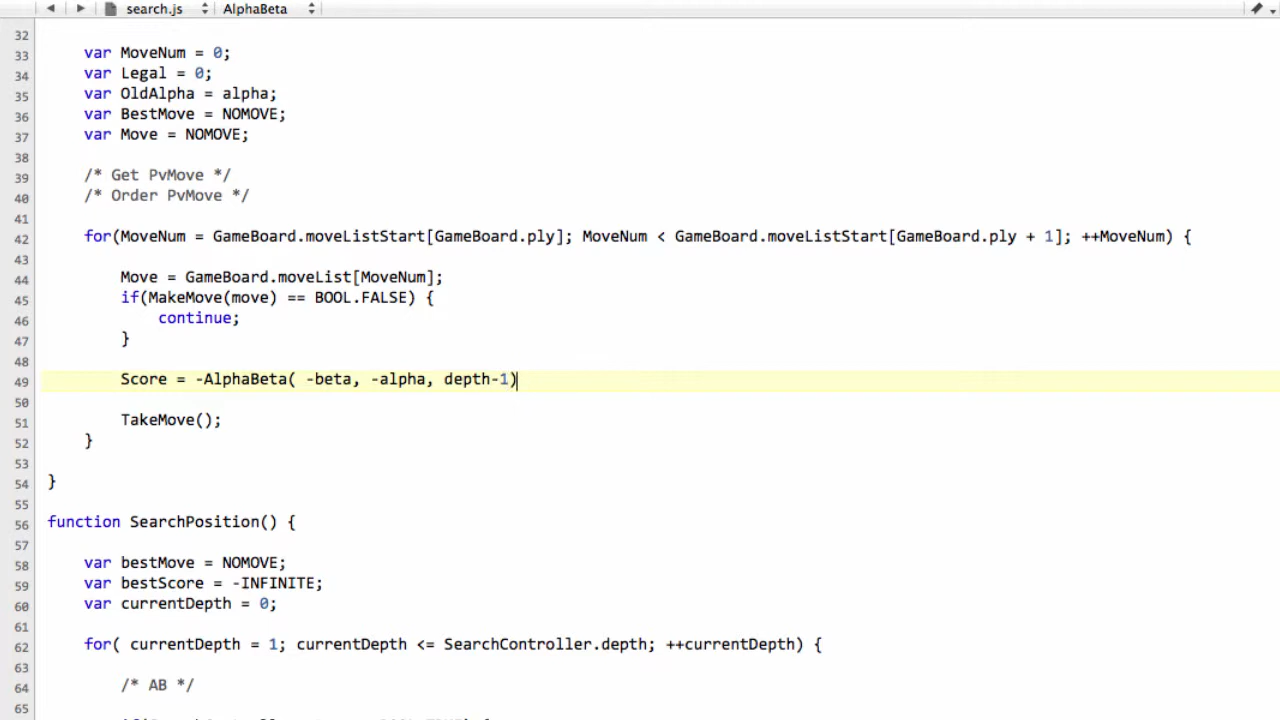 search.js AlphaBeta
32
33 var MoveNum = 0;
34 var Legal = 0;
35 var OldAlpha = alpha;
36 var BestMove = NOMOVE;
37 var Move = NOMOVE;
38
39 /* Get PvMove */
40 /* Order PvMove */
41
42 for(MoveNum = GameBoard.moveListStart[GameBoard.ply]; MoveNum < GameBoard.moveListStart[GameBoard.ply + 1]; ++MoveNum) {
43
44 Move = GameBoard.moveList[MoveNum];
45 if(MakeMove(move) == BOOL.FALSE) {
46 continue;
47 }
48
49 Score = -AlphaBeta( -beta, -alpha, depth-1)
50
51 TakeMove();
52 }
53
54 }
55
56 function SearchPosition() {
57
58 var bestMove = NOMOVE;
59 var bestScore = -INFINITE;
60 var currentDepth = 0;
61
62 for( currentDepth = 1; currentDepth <= SearchController.depth; ++currentDepth) {
63
64 /* AB */
65